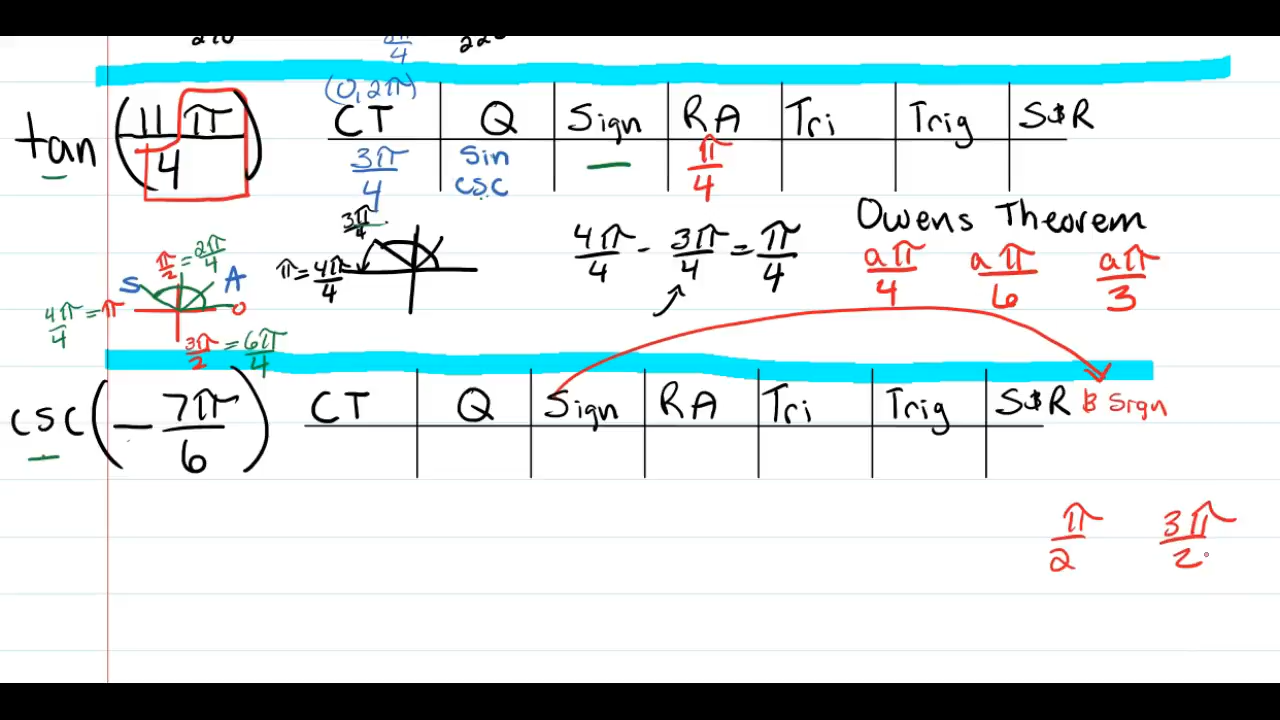 (0, 2π)
tan (11π/4) CT Q Sign RA Tri Trig S&R
3π/4 Sin csc — π/4
Owens Theorem
3π/4 4π/4 - 3π/4 = π/4 aπ/4 aπ/6 aπ/3
π/2 = 2π/4 π = 4π/4
S A
4π/4 = π 0
3π/2 = 6π/4
csc (- 7π/6) CT Q Sign RA Tri Trig S&R B Sign
π/2 3π/2